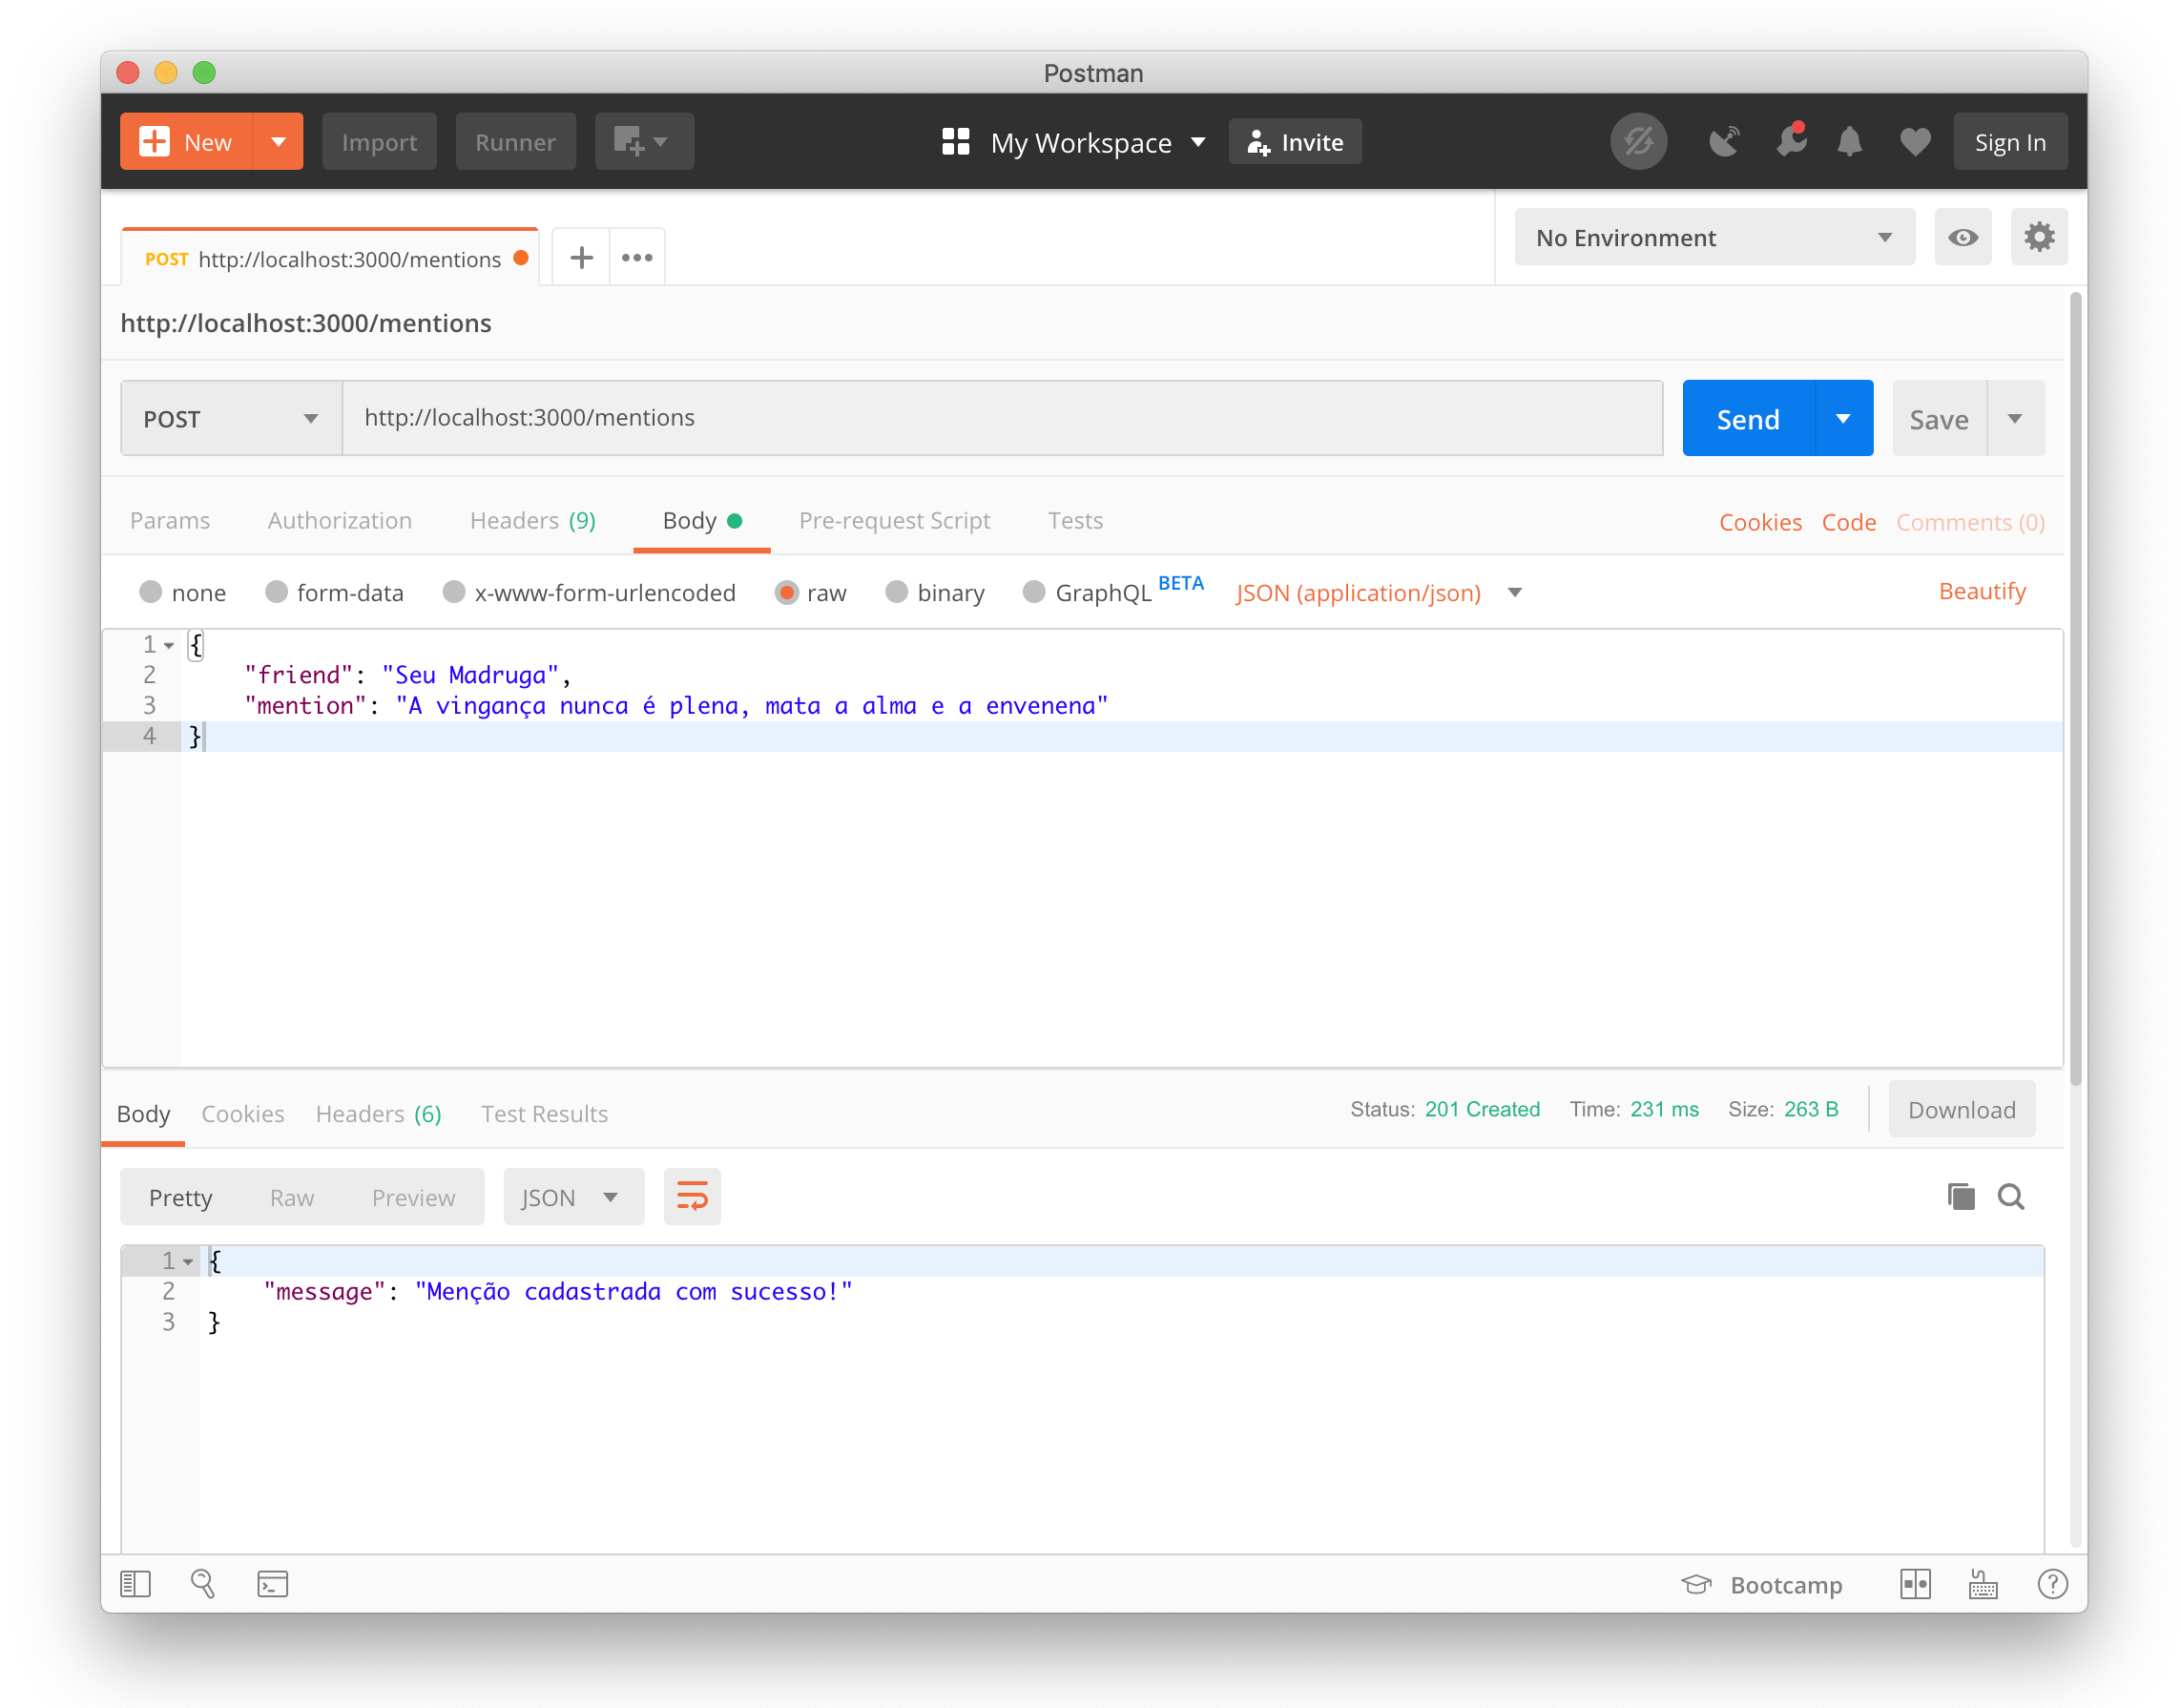 Postman
New Import Runner My Workspace Invite Sign In
POST http://localhost:3000/mentions No Environment
http://localhost:3000/mentions
POST http://localhost:3000/mentions Send Save
Params Authorization Headers (9) Body Pre-request Script Tests Cookies Code Comments (0)
none form-data x-www-form-urlencoded raw binary GraphQL BETA JSON (application/json) Beautify
1 {
2 "friend": "Seu Madruga",
3 "mention": "A vingança nunca é plena, mata a alma e a envenena"
4 }
Body Cookies Headers (6) Test Results Status: 201 Created Time: 231 ms Size: 263 B Download
Pretty Raw Preview JSON
1 {
2 "message": "Menção cadastrada com sucesso!"
3 }
Bootcamp